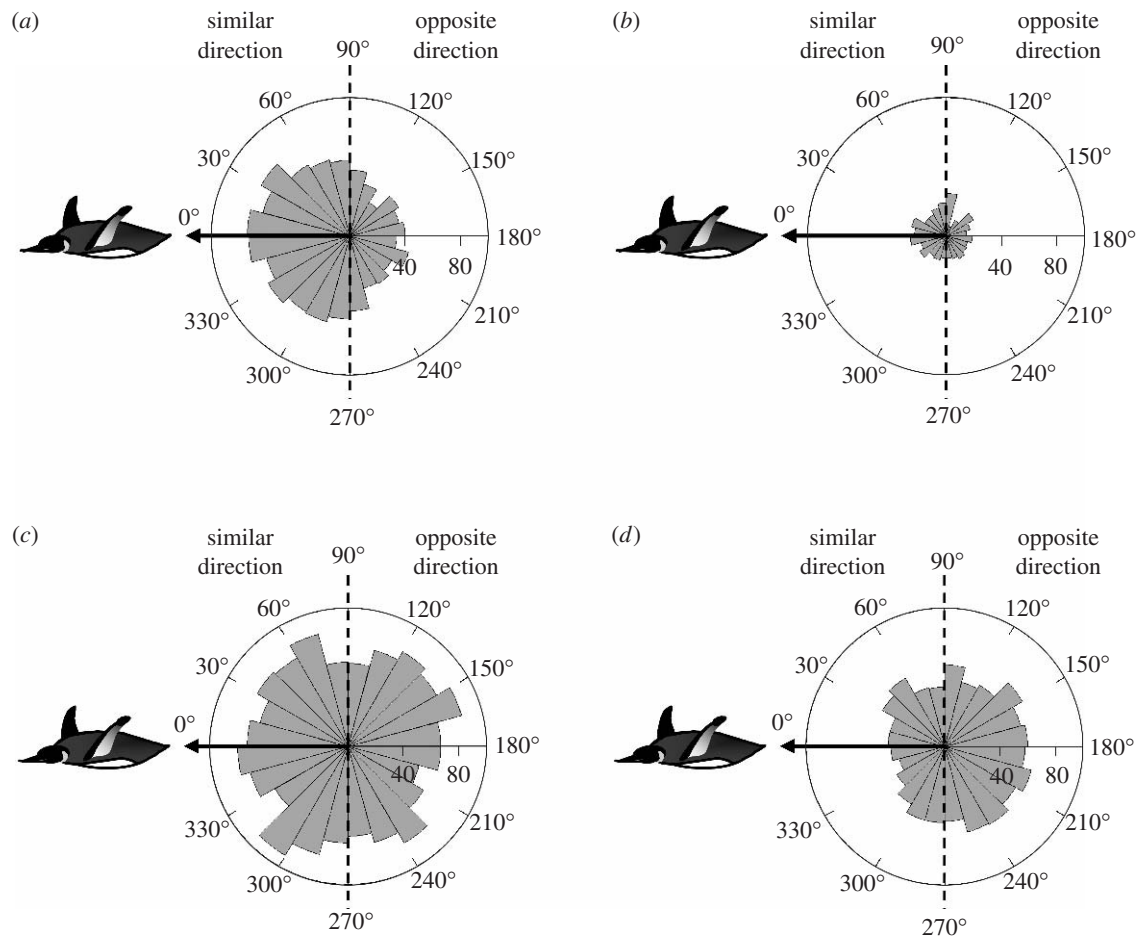 (a)
similar
direction
90°
opposite
direction
60°
120°
30°
150°
0°
180°
40
80
330°
210°
300°
240°
270°
(b)
similar
direction
90°
opposite
direction
60°
120°
30°
150°
0°
180°
40
80
330°
210°
300°
240°
270°
(c)
similar
direction
90°
opposite
direction
60°
120°
30°
150°
0°
180°
40
80
330°
210°
300°
240°
270°
(d)
similar
direction
90°
opposite
direction
60°
120°
30°
150°
0°
180°
40
80
330°
210°
300°
240°
270°